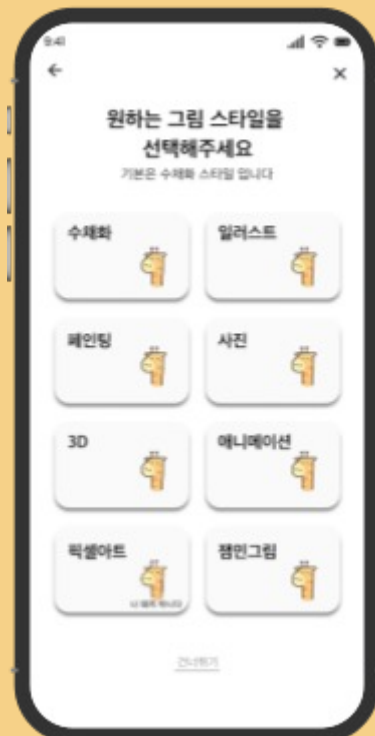 9:41
원하는 그림 스타일을
선택해주세요
기본은 수채화 스타일 입니다
수채화
일러스트
페인팅
사진
3D
애니메이션
픽셀아트
잼민그림
건너뛰기